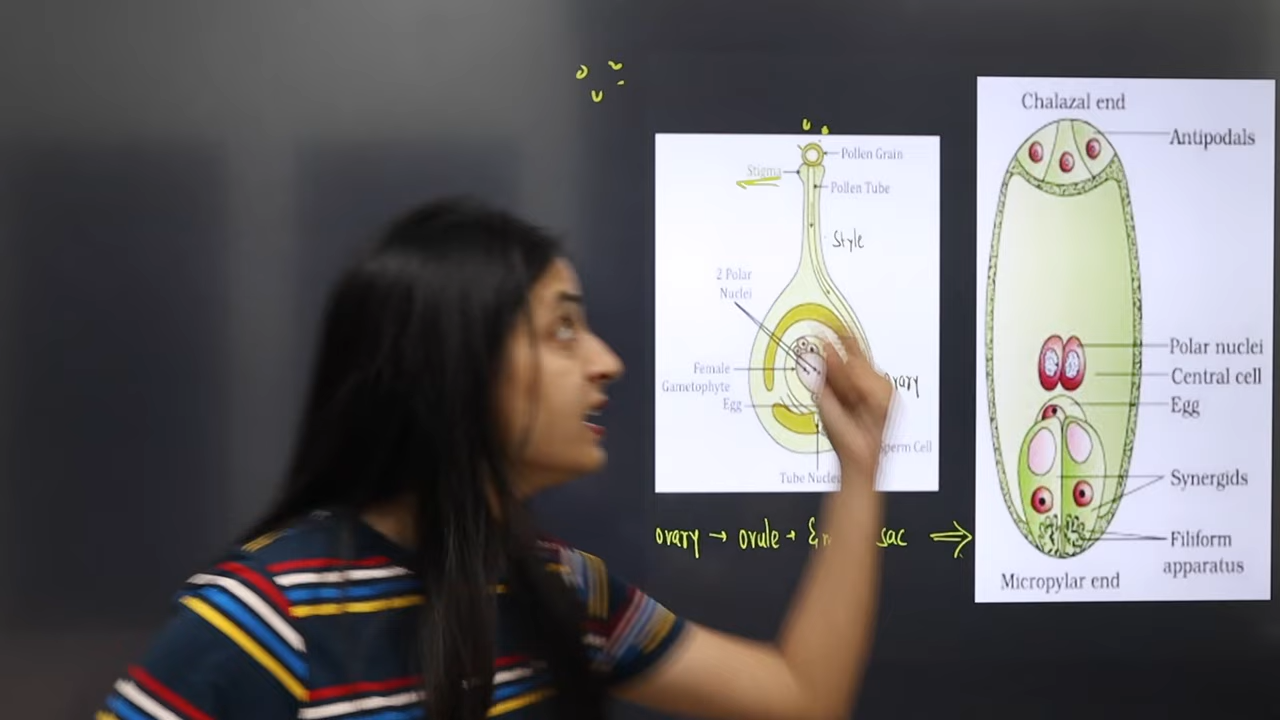 Chalazal end
Antipodals
Pollen Grain
Stigma
Pollen Tube
Style
2 Polar
Nuclei
Polar nuclei
Female
Gametophyte
Central cell
Egg
Egg
Synergids
Tube
ovary → ovule → sac ⇒
Filiform
apparatus
Micropylar end
Cell